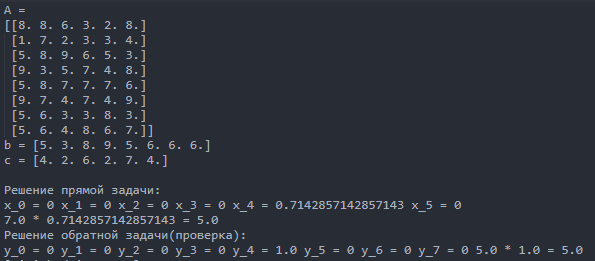 A =
[[8. 8. 6. 3. 2. 8.]
[1. 7. 2. 3. 3. 4.]
[5. 8. 9. 6. 5. 3.]
[9. 3. 5. 7. 4. 8.]
[5. 8. 7. 7. 7. 6.]
[9. 7. 4. 7. 4. 9.]
[5. 6. 3. 3. 8. 3.]
[5. 6. 4. 8. 6. 7.]]
b = [5. 3. 8. 9. 5. 6. 6. 6.]
c = [4. 2. 6. 2. 7. 4.]
Решение прямой задачи:
x_0 = 0 x_1 = 0 x_2 = 0 x_3 = 0 x_4 = 0.7142857142857143 x_5 = 0
7.0 * 0.7142857142857143 = 5.0
Решение обратной задачи(проверка):
y_0 = 0 y_1 = 0 y_2 = 0 y_3 = 0 y_4 = 1.0 y_5 = 0 y_6 = 0 y_7 = 0 5.0 * 1.0 = 5.0